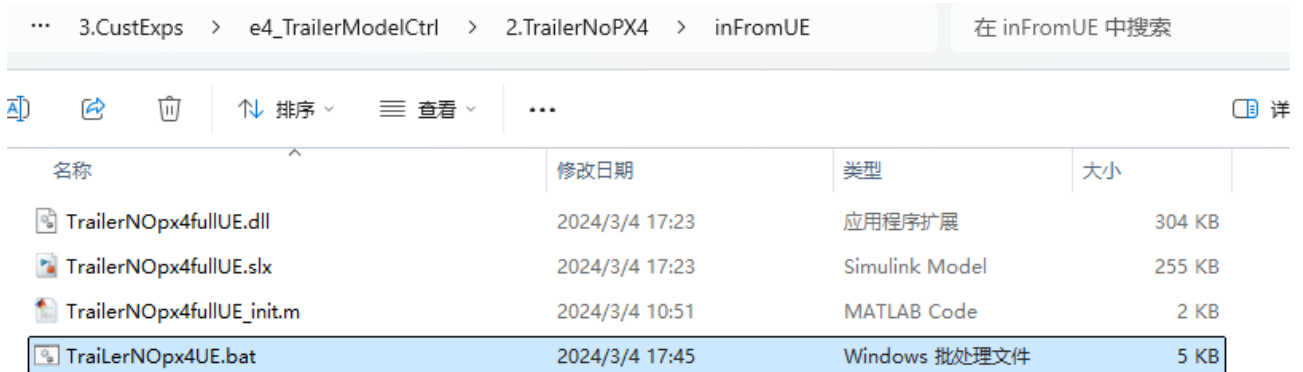 ··· 3.CustExps > e4_TrailerModelCtrl > 2.TrailerNoPX4 > inFromUE 在 inFromUE 中搜索
排序 查看 ··· 详
名称 修改日期 类型 大小
TrailerNOpx4fullUE.dll 2024/3/4 17:23 应用程序扩展 304 KB
TrailerNOpx4fullUE.slx 2024/3/4 17:23 Simulink Model 255 KB
TrailerNOpx4fullUE_init.m 2024/3/4 10:51 MATLAB Code 2 KB
TraiLerNOpx4UE.bat 2024/3/4 17:45 Windows 批处理文件 5 KB